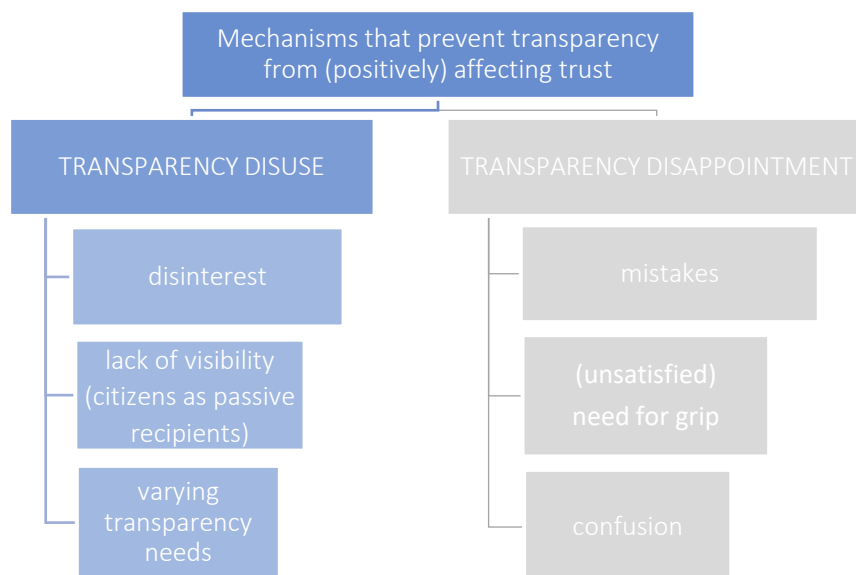 Mechanisms that prevent transparency
from (positively) affecting trust
TRANSPARENCY DISUSE
disinterest
lack of visibility
(citizens as passive
recipients)
varying
transparency
needs
TRANSPARENCY DISAPPOINTMENT
mistakes
(unsatisfied)
need for grip
confusion